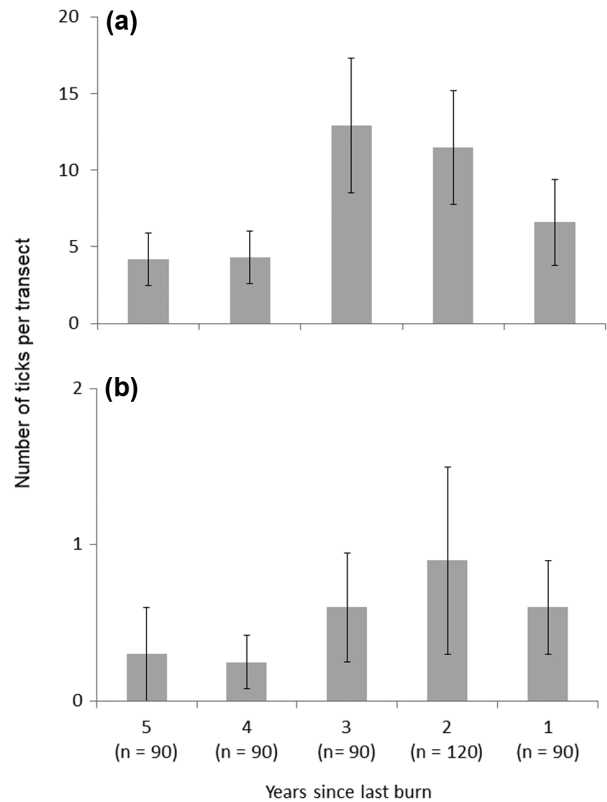 (a)
20
15
10
5
0
Number of ticks per transect
(b)
2
1
0
5 4 3 2 1
(n = 90) (n = 90) (n= 90) (n = 120) (n = 90)
Years since last burn